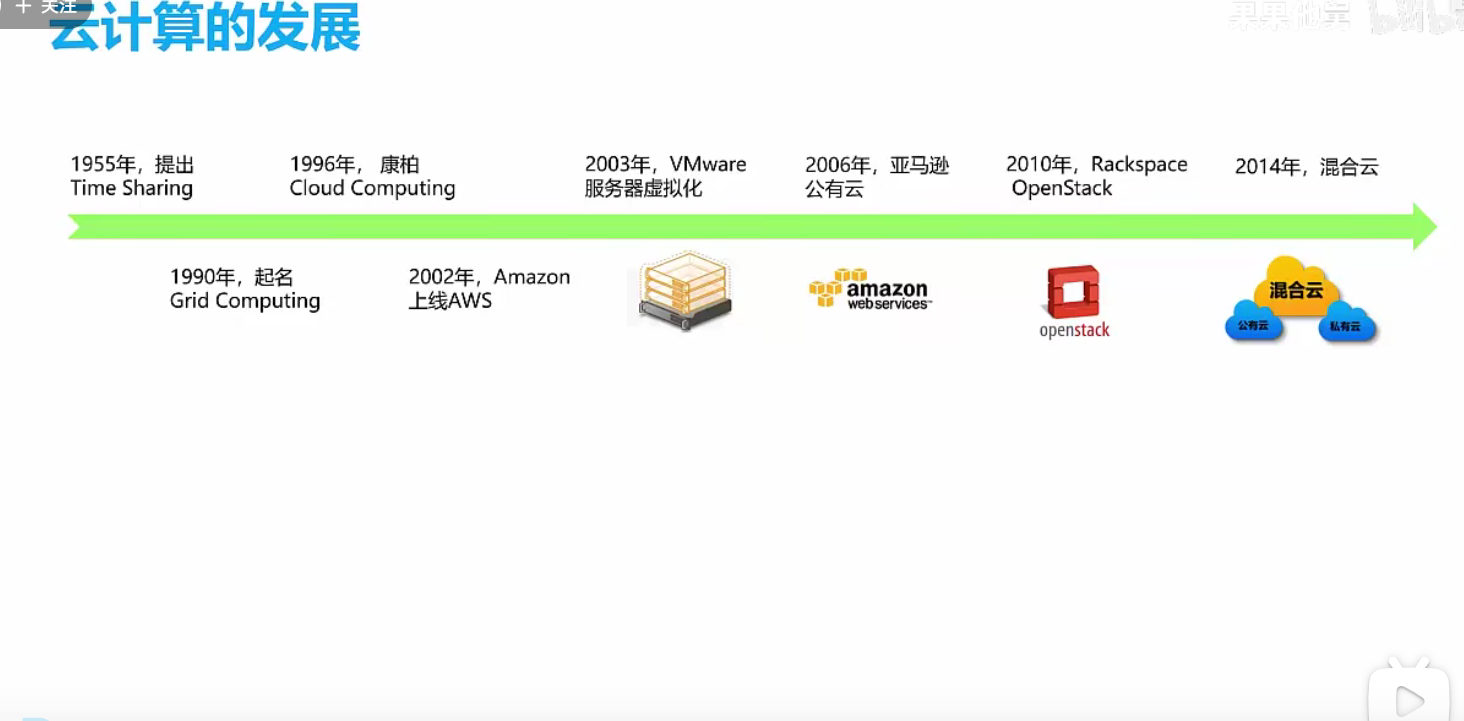 + 关注
云计算的发展
1955年，提出
Time Sharing
1996年， 康柏
Cloud Computing
2003年，VMware
服务器虚拟化
2006年，亚马逊
公有云
2010年，Rackspace
OpenStack
2014年，混合云
1990年，起名
Grid Computing
2002年，Amazon
上线AWS
amazon
web services™
openstack
混合云
公有云
私有云